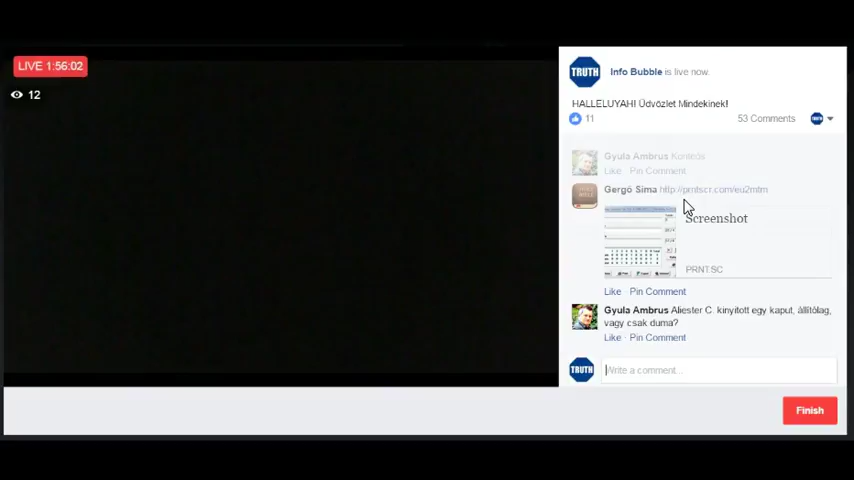 LIVE 1:56:02
12
TRUTH
Info Bubble is live now.
HALLELUYAH! Üdvözlet Mindekinek!
11
53 Comments
Gyula Ambrus
Like · Pin Comment
Gergő Sima http://prntscr.com/eu2mtm
Screenshot
PRNT.SC
Like · Pin Comment
Gyula Ambrus Aliester C. kinyitott egy kaput, állítólag,
vagy csak duma?
Like · Pin Comment
TRUTH
Write a comment...
Finish